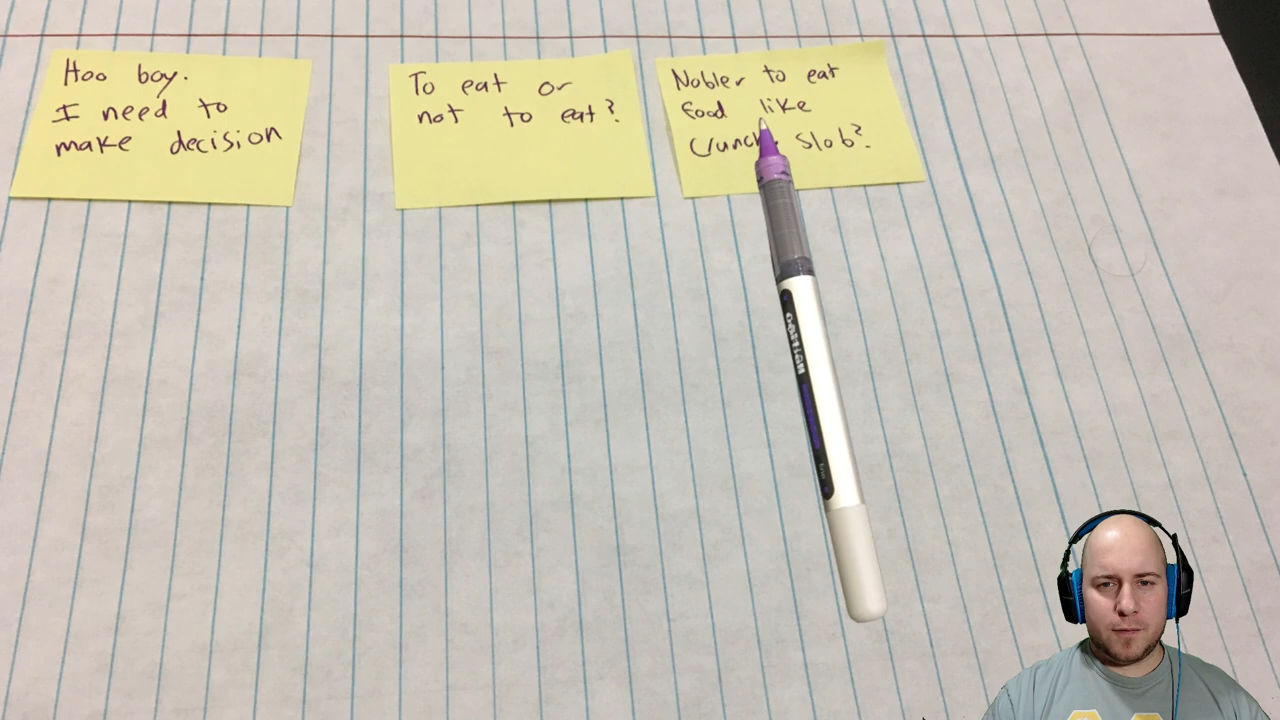 Hoo boy.
I need to
make decision
To eat or
not to eat?
Nobler to eat
food like
slob?